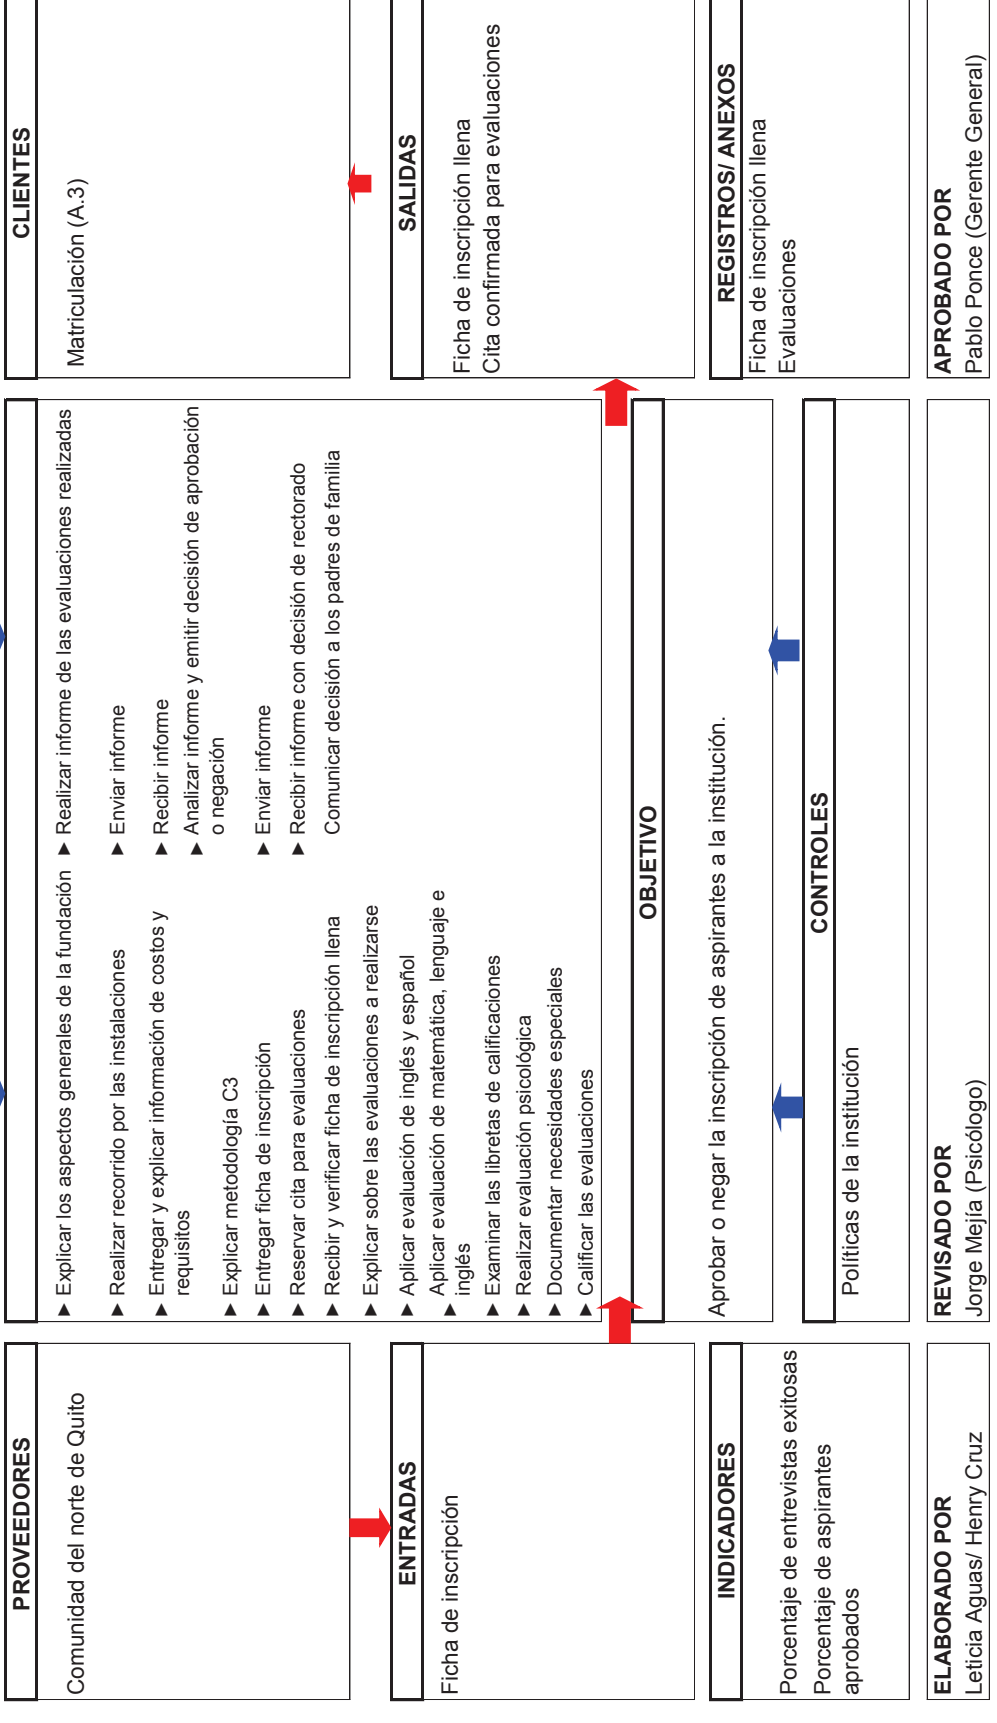 PROVEEDORES
Comunidad del norte de Quito
ENTRADAS
Ficha de inscripción
INDICADORES
Porcentaje de entrevistas exitosas
Porcentaje de aspirantes
aprobados
ELABORADO POR
Leticia Aguas/ Henry Cruz
► Explicar los aspectos generales de la fundación
► Realizar recorrido por las instalaciones
► Entregar y explicar información de costos y
requisitos
► Explicar metodología C3
► Entregar ficha de inscripción
► Reservar cita para evaluaciones
► Recibir y verificar ficha de inscripción llena
► Explicar sobre las evaluaciones a realizarse
► Aplicar evaluación de inglés y español
Aplicar evaluación de matemática, lenguaje e
► inglés
► Examinar las libretas de calificaciones
► Realizar evaluación psicológica
► Documentar necesidades especiales
► Calificar las evaluaciones
► Realizar informe de las evaluaciones realizadas
► Enviar informe
► Recibir informe
► Analizar informe y emitir decisión de aprobación
o negación
► Enviar informe
► Recibir informe con decisión de rectorado
Comunicar decisión a los padres de familia
OBJETIVO
Aprobar o negar la inscripción de aspirantes a la institución.
CONTROLES
Políticas de la institución
REVISADO POR
Jorge Mejía (Psicólogo)
CLIENTES
Matriculación (A.3)
SALIDAS
Ficha de inscripción llena
Cita confirmada para evaluaciones
REGISTROS/ ANEXOS
Ficha de inscripción llena
Evaluaciones
APROBADO POR
Pablo Ponce (Gerente General)